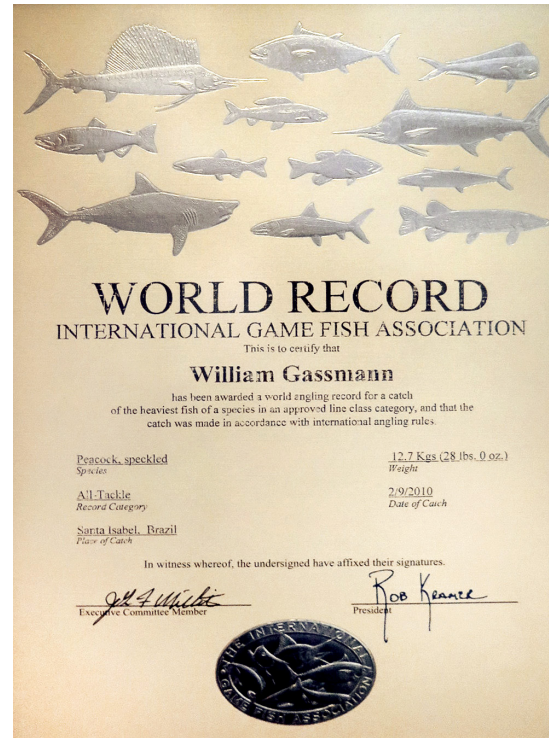 WORLD RECORD
INTERNATIONAL GAME FISH ASSOCIATION
This is to certify that
William Gassmann
has been awarded a world angling record for a catch
of the heaviest fish of a species in an approved line class category, and that the
catch was made in accordance with international angling rules.
Peacock, speckled
Species
12.7 Kgs (28 lbs, 0 oz.)
Weight
All-Tackle
Record Category
2/9/2010
Date of Catch
Santa Isabel, Brazil
Place of Catch
In witness whereof, the undersigned have affixed their signatures.
Executive Committee Member
Rob Kramer
President
THE INTERNATIONAL
GAME FISH ASSOCIATION